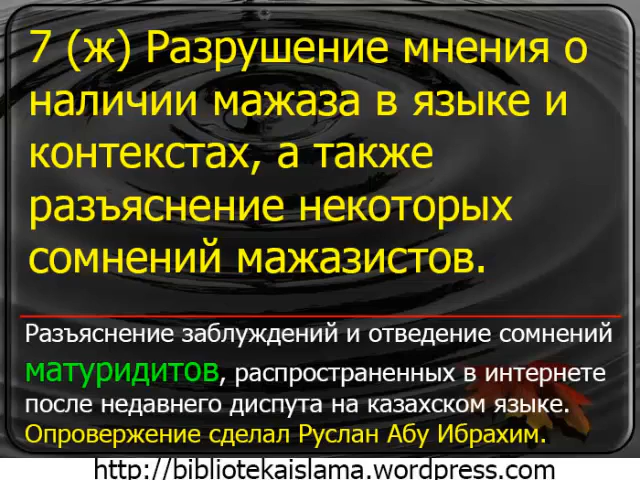 7 (ж) Разрушение мнения о
наличии мажаза в языке и
контекстах, а также
разъяснение некоторых
сомнений мажазистов.
Разъяснение заблуждений и отведение сомнений
матуридитов, распространенных в интернете
после недавнего диспута на казахском языке.
Опровержение сделал Руслан Абу Ибрахим.
http://bibliotekaislama.wordpress.com